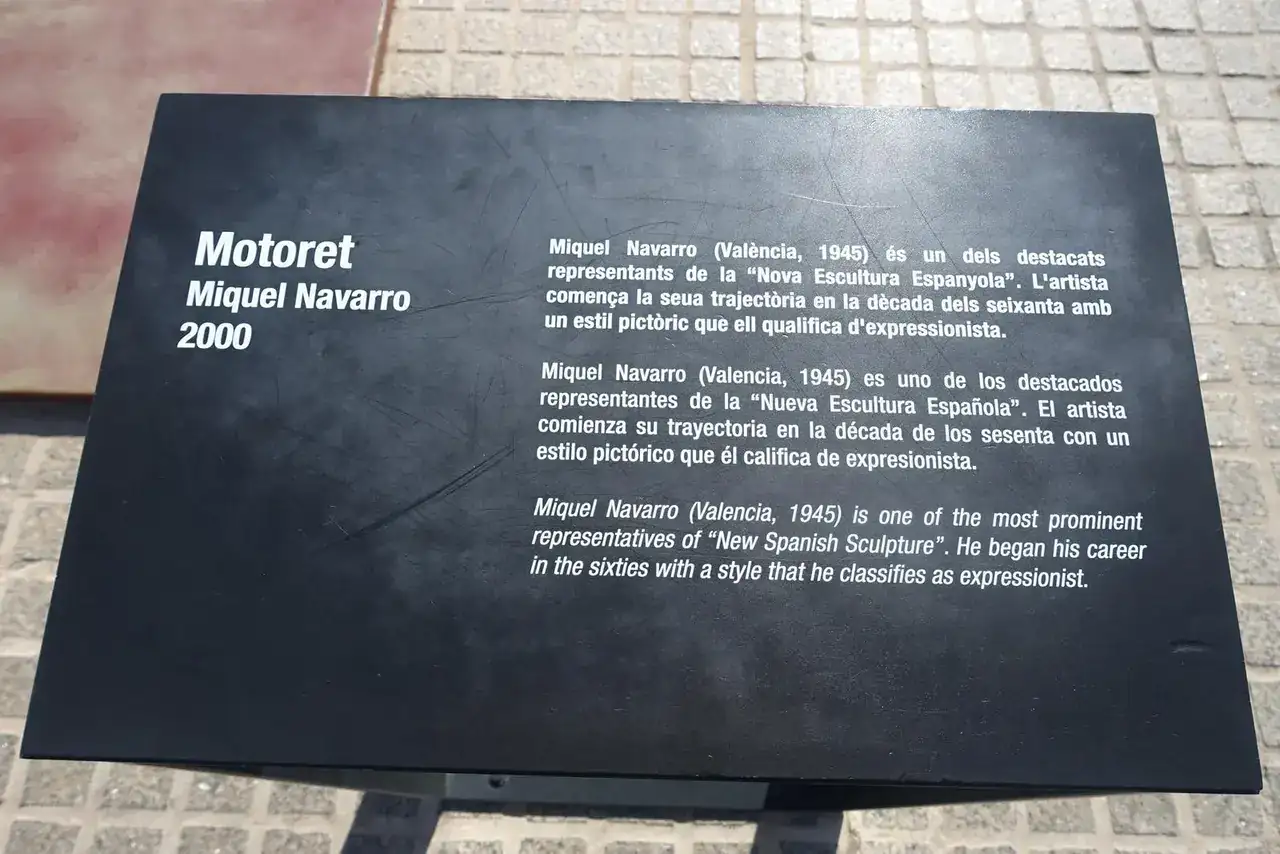 Motoret
Miquel Navarro
2000
Miquel Navarro (València, 1945) és un dels destacats
representants de la “Nova Escultura Espanyola”. L'artista
comença la seua trajectòria en la dècada dels seixanta amb
un estil pictòric que ell qualifica d'expressionista.
Miquel Navarro (Valencia, 1945) es uno de los destacados
representantes de la “Nueva Escultura Española”. El artista
comienza su trayectoria en la década de los sesenta con un
estilo pictórico que él califica de expresionista.
Miquel Navarro (Valencia, 1945) is one of the most prominent
representatives of “New Spanish Sculpture”. He began his career
in the sixties with a style that he classifies as expressionist.